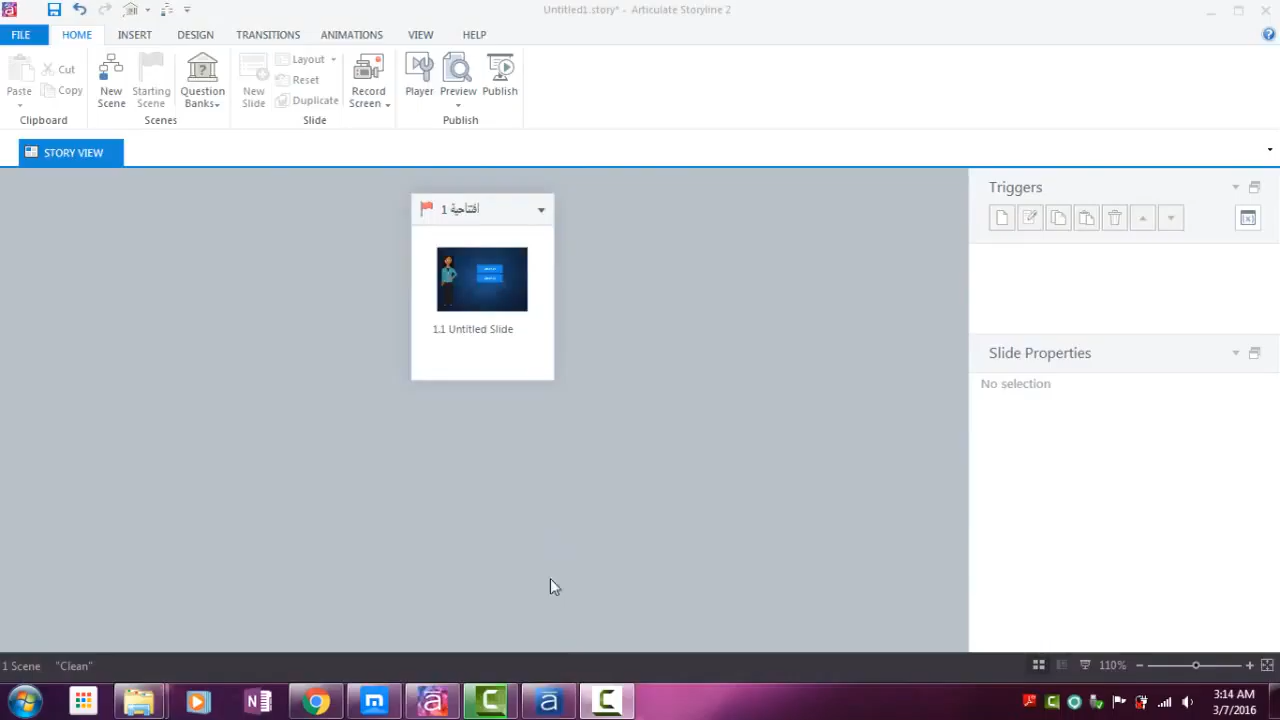 Untitled1.story* - Articulate Storyline 2
FILE HOME INSERT DESIGN TRANSITIONS ANIMATIONS VIEW HELP
Paste
Cut
Copy
Clipboard
New Scene
Starting Scene
Question Banks
Scenes
New Slide
Layout
Reset
Duplicate
Slide
Record Screen
Player
Preview
Publish
Publish
STORY VIEW
1 افتتاحية
1.1 Untitled Slide
Triggers
Slide Properties
No selection
1 Scene "Clean"
110%
3:14 AM
3/7/2016